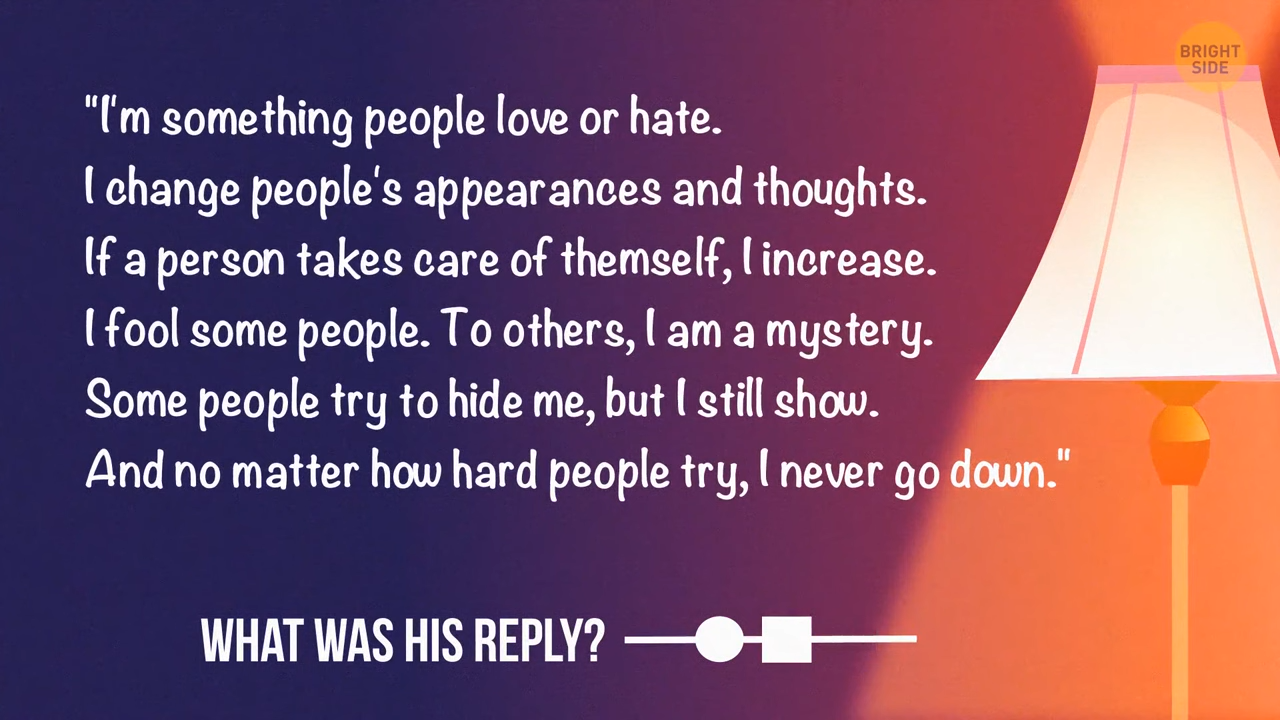 BRIGHT
SIDE
"I'm something people love or hate.
I change people's appearances and thoughts.
If a person takes care of themself, I increase.
I fool some people. To others, I am a mystery.
Some people try to hide me, but I still show.
And no matter how hard people try, I never go down."
WHAT WAS HIS REPLY?